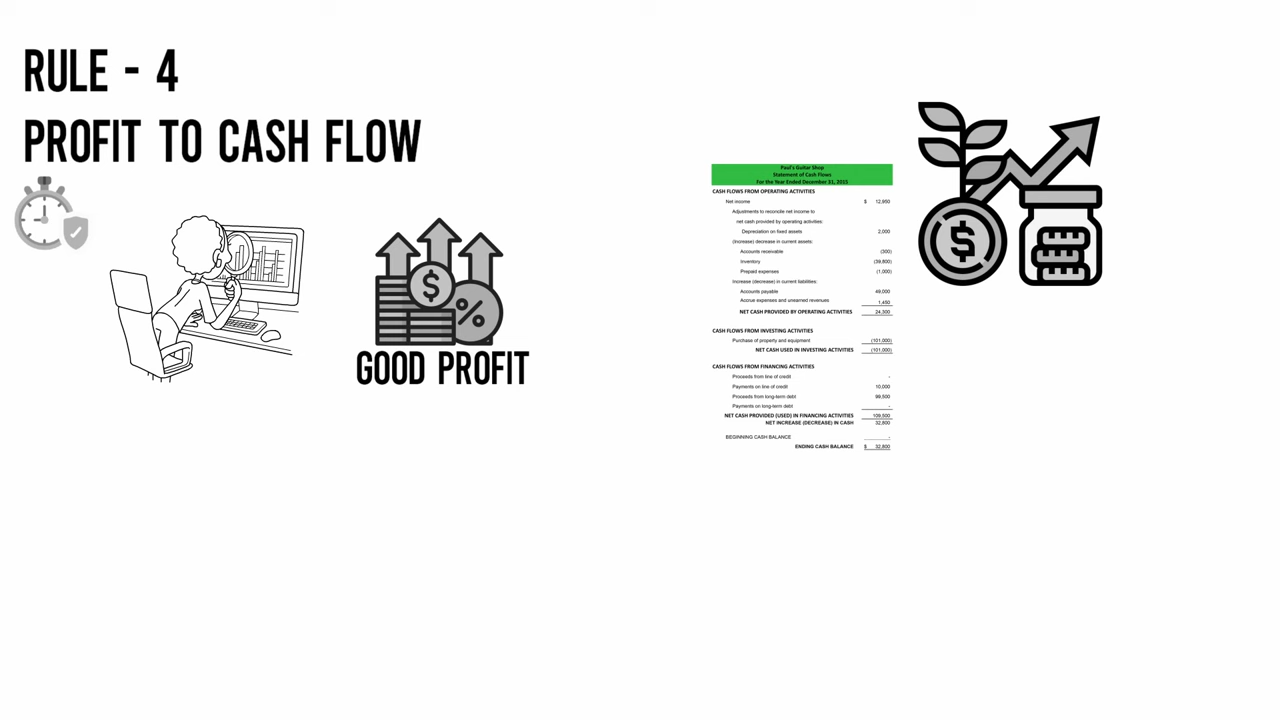 RULE - 4
PROFIT TO CASH FLOW
GOOD PROFIT
Paul's Guitar Shop
Statement of Cash Flows
For the Year Ended December 31, 2015
CASH FLOWS FROM OPERATING ACTIVITIES
Net income $ 12,950
Adjustments to reconcile net income to
net cash provided by operating activities:
Depreciation on fixed assets 2,000
(Increase) decrease in current assets:
Accounts receivable (300)
Inventory (39,800)
Prepaid expenses (1,000)
Increase (decrease) in current liabilities:
Accounts payable 49,000
Accrue expenses and unearned revenues 1,450
NET CASH PROVIDED BY OPERATING ACTIVITIES 24,300
CASH FLOWS FROM INVESTING ACTIVITIES
Purchase of property and equipment (101,000)
NET CASH USED IN INVESTING ACTIVITIES (101,000)
CASH FLOWS FROM FINANCING ACTIVITIES
Proceeds from line of credit -
Payments on line of credit 10,000
Proceeds from long-term debt 99,500
Payments on long-term debt -
NET CASH PROVIDED (USED) IN FINANCING ACTIVITIES 109,500
NET INCREASE (DECREASE) IN CASH 32,800
BEGINNING CASH BALANCE -
ENDING CASH BALANCE $ 32,800